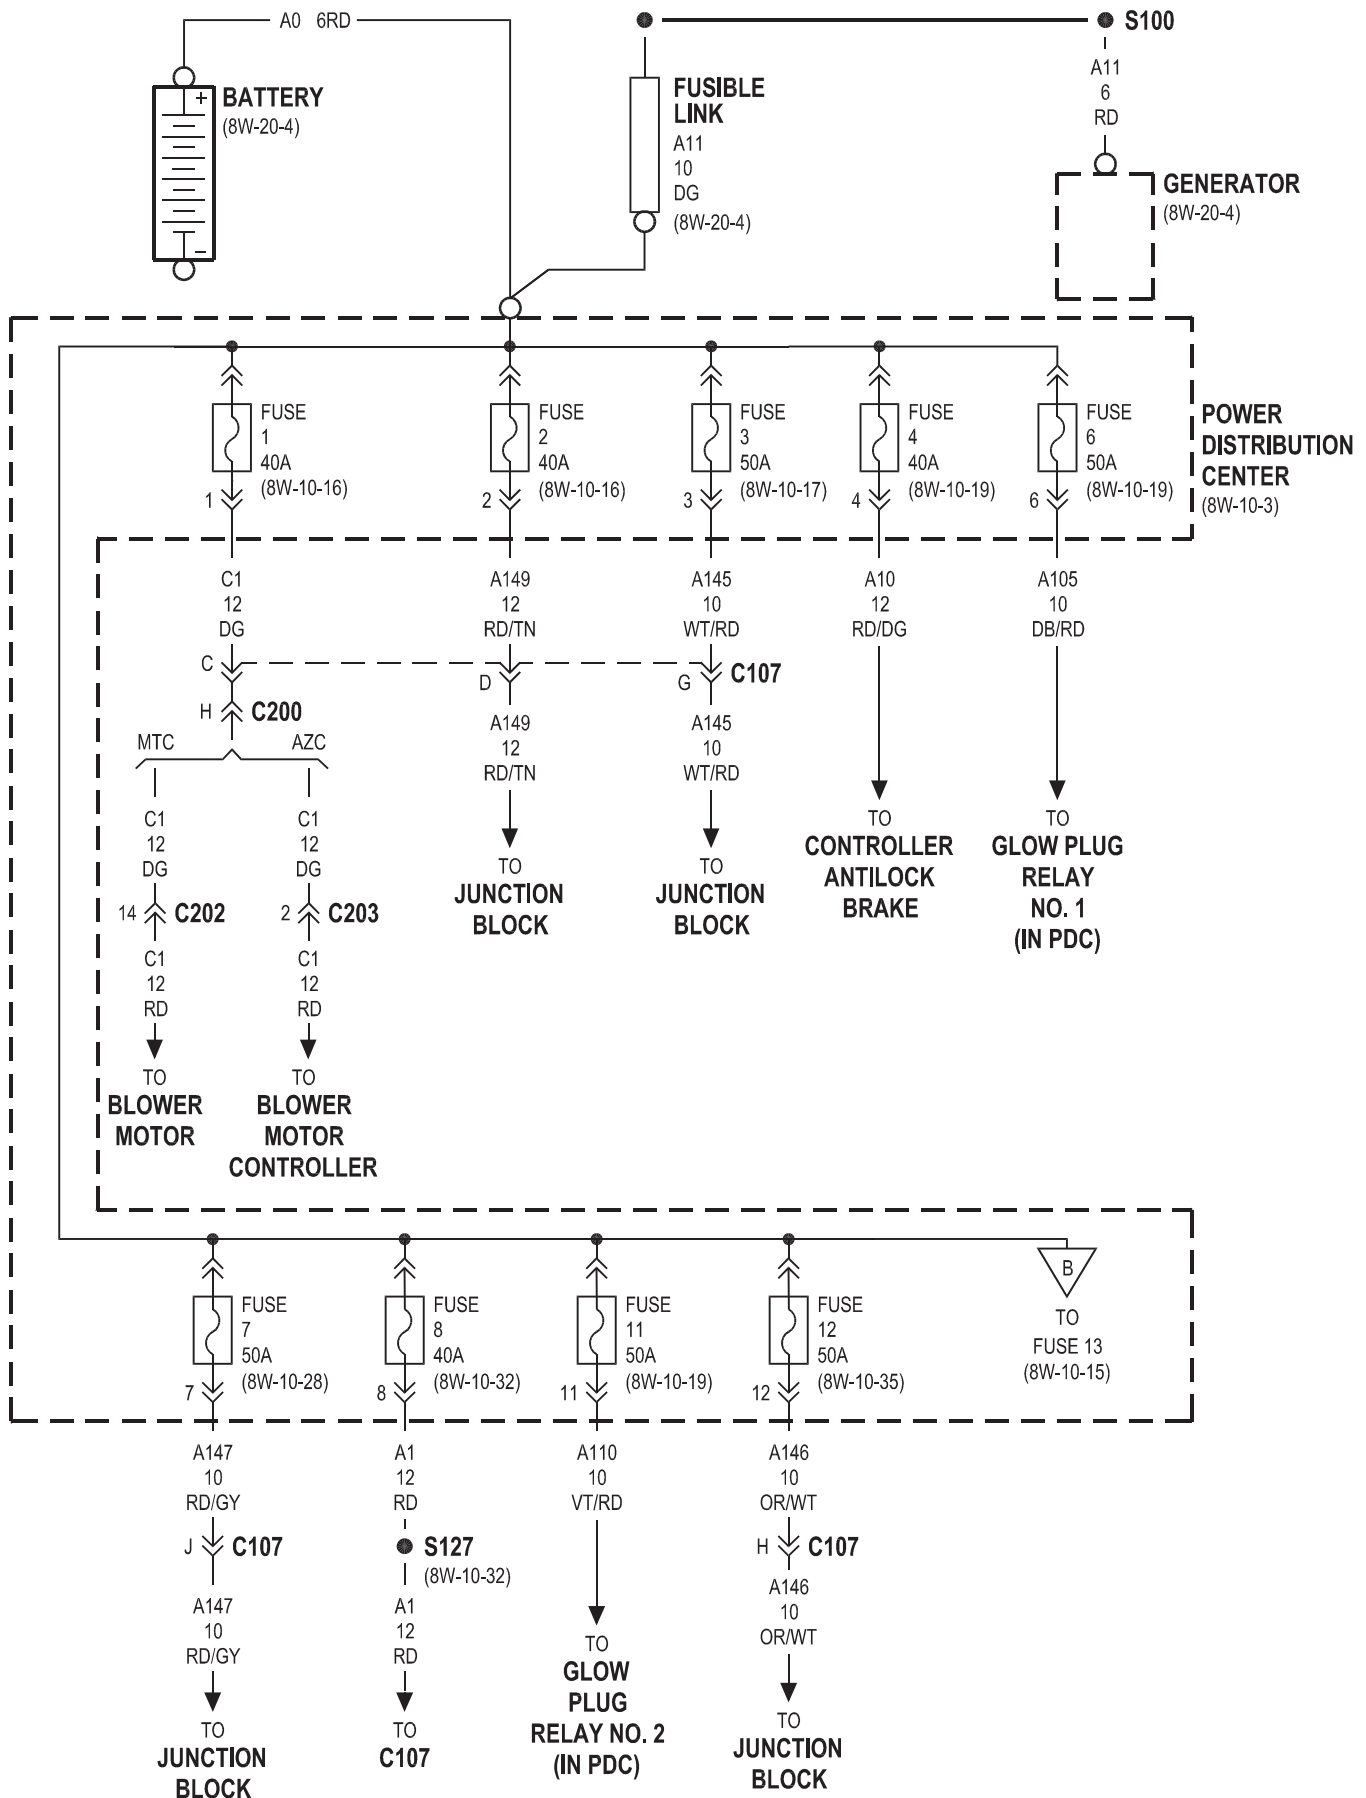 A0 6RD
S100
BATTERY
(8W-20-4)
+
−
FUSIBLE
LINK
A11
10
DG
(8W-20-4)
A11
6
RD
GENERATOR
(8W-20-4)
FUSE
1
40A
(8W-10-16)
1
FUSE
2
40A
(8W-10-16)
2
FUSE
3
50A
(8W-10-17)
3
FUSE
4
40A
(8W-10-19)
4
FUSE
6
50A
(8W-10-19)
6
POWER
DISTRIBUTION
CENTER
(8W-10-3)
C1
12
DG
C
H C200
MTC AZC
C1
12
DG
14 C202
C1
12
RD
TO
BLOWER
MOTOR
C1
12
DG
2 C203
C1
12
RD
TO
BLOWER
MOTOR
CONTROLLER
A149
12
RD/TN
D
A149
12
RD/TN
TO
JUNCTION
BLOCK
A145
10
WT/RD
G C107
A145
10
WT/RD
TO
JUNCTION
BLOCK
A10
12
RD/DG
TO
CONTROLLER
ANTILOCK
BRAKE
A105
10
DB/RD
TO
GLOW PLUG
RELAY
NO. 1
(IN PDC)
FUSE
7
50A
(8W-10-28)
7
FUSE
8
40A
(8W-10-32)
8
FUSE
11
50A
(8W-10-19)
11
FUSE
12
50A
(8W-10-35)
12
B
TO
FUSE 13
(8W-10-15)
A147
10
RD/GY
J C107
A147
10
RD/GY
TO
JUNCTION
BLOCK
A1
12
RD
S127
(8W-10-32)
A1
12
RD
TO
C107
A110
10
VT/RD
TO
GLOW
PLUG
RELAY NO. 2
(IN PDC)
A146
10
OR/WT
H C107
A146
10
OR/WT
TO
JUNCTION
BLOCK